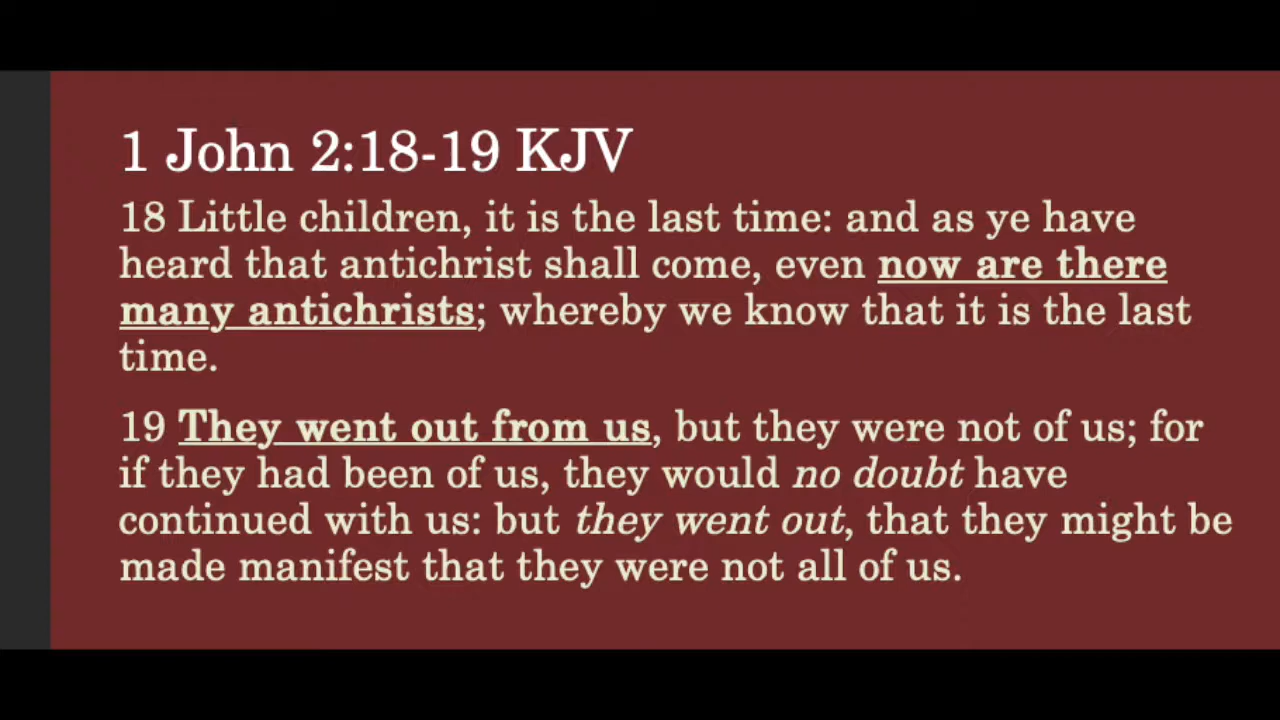 1 John 2:18-19 KJV
18 Little children, it is the last time: and as ye have
heard that antichrist shall come, even now are there
many antichrists; whereby we know that it is the last
time.
19 They went out from us, but they were not of us; for
if they had been of us, they would no doubt have
continued with us: but they went out, that they might be
made manifest that they were not all of us.